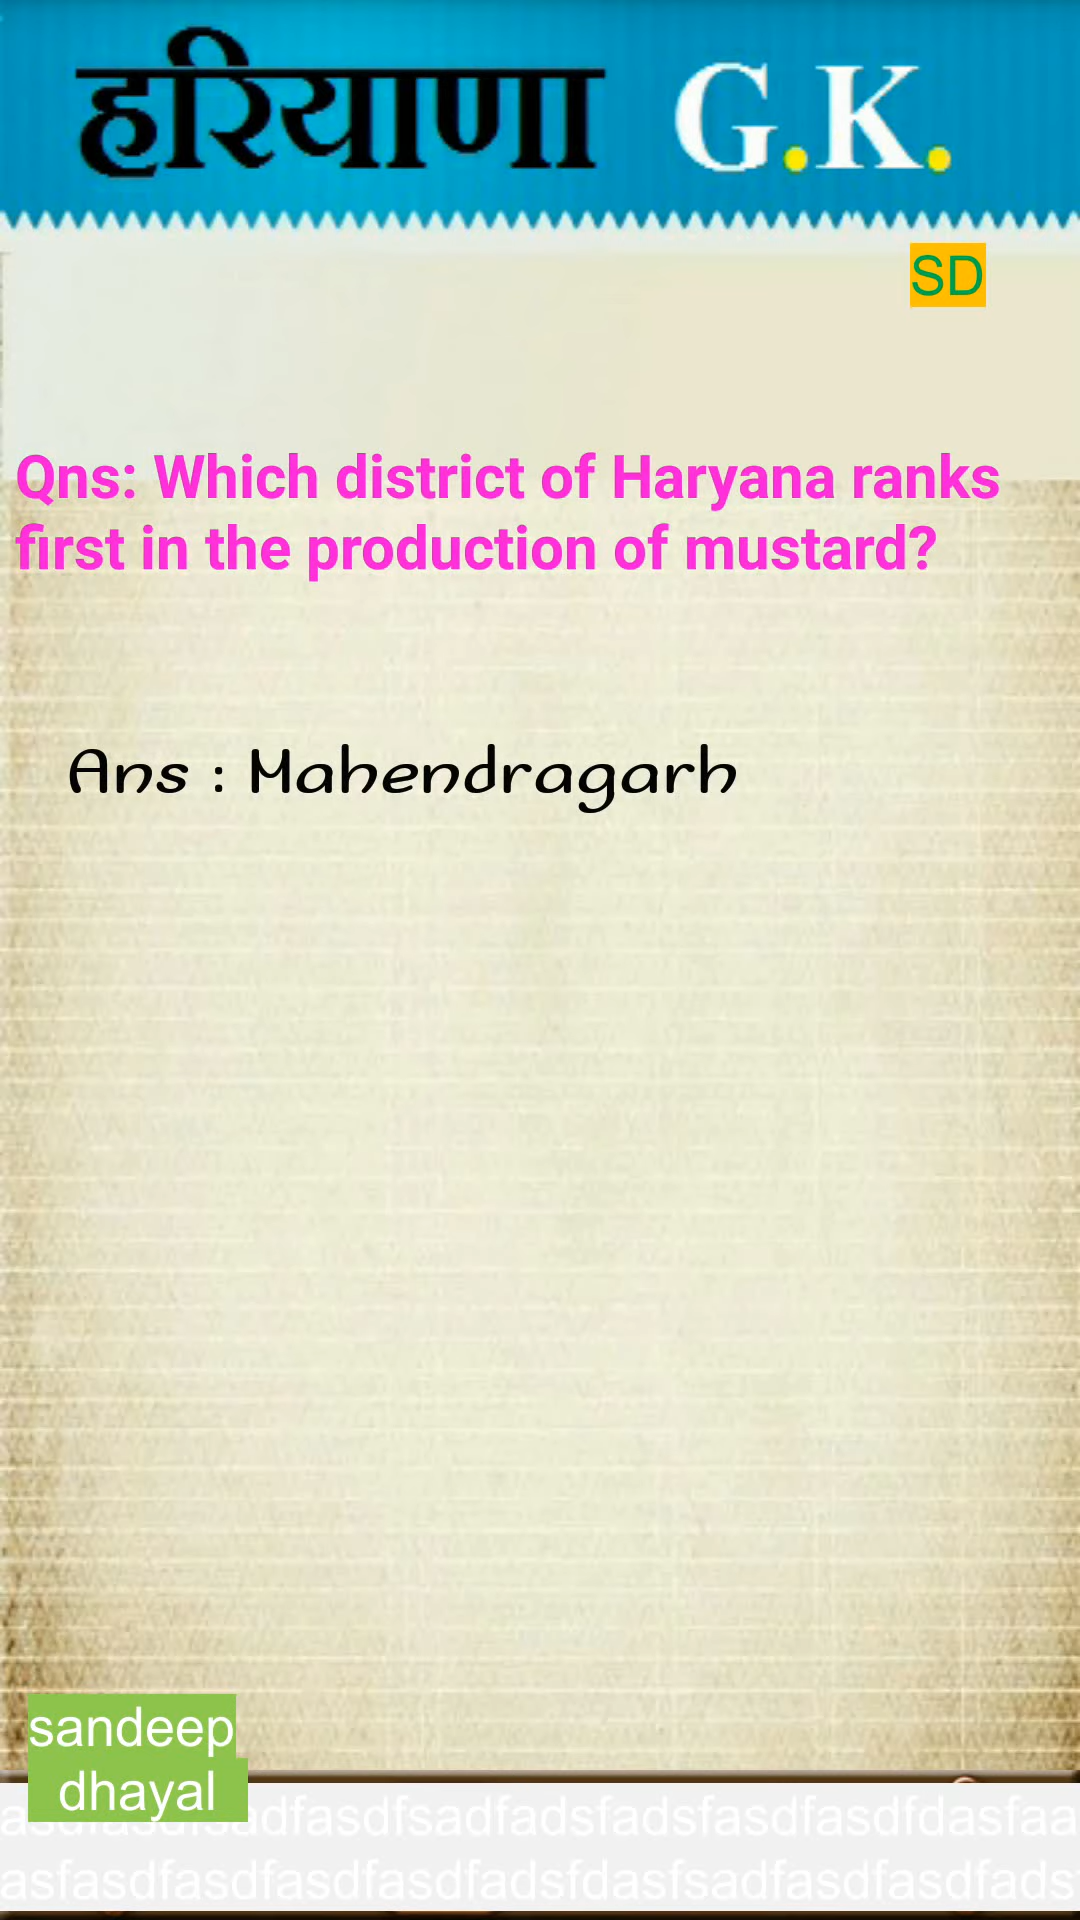 हरियाणा G.K.
SD
Qns: Which district of Haryana ranks
first in the production of mustard?
Ans : Mahendragarh
sandeep
dhayal